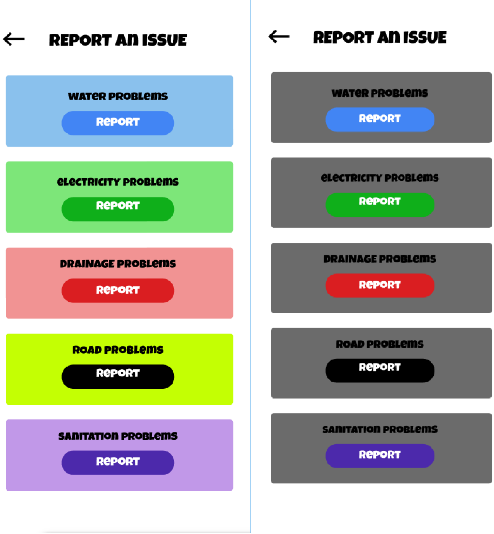 REPORT AN ISSUE
WATER PROBLEMS
REPORT
ELECTRICITY PROBLEMS
REPORT
DRAINAGE PROBLEMS
REPORT
ROAD PROBLEMS
REPORT
SANITATION PROBLEMS
REPORT
REPORT AN ISSUE
WATER PROBLEMS
REPORT
ELECTRICITY PROBLEMS
REPORT
DRAINAGE PROBLEMS
REPORT
ROAD PROBLEMS
REPORT
SANITATION PROBLEMS
REPORT